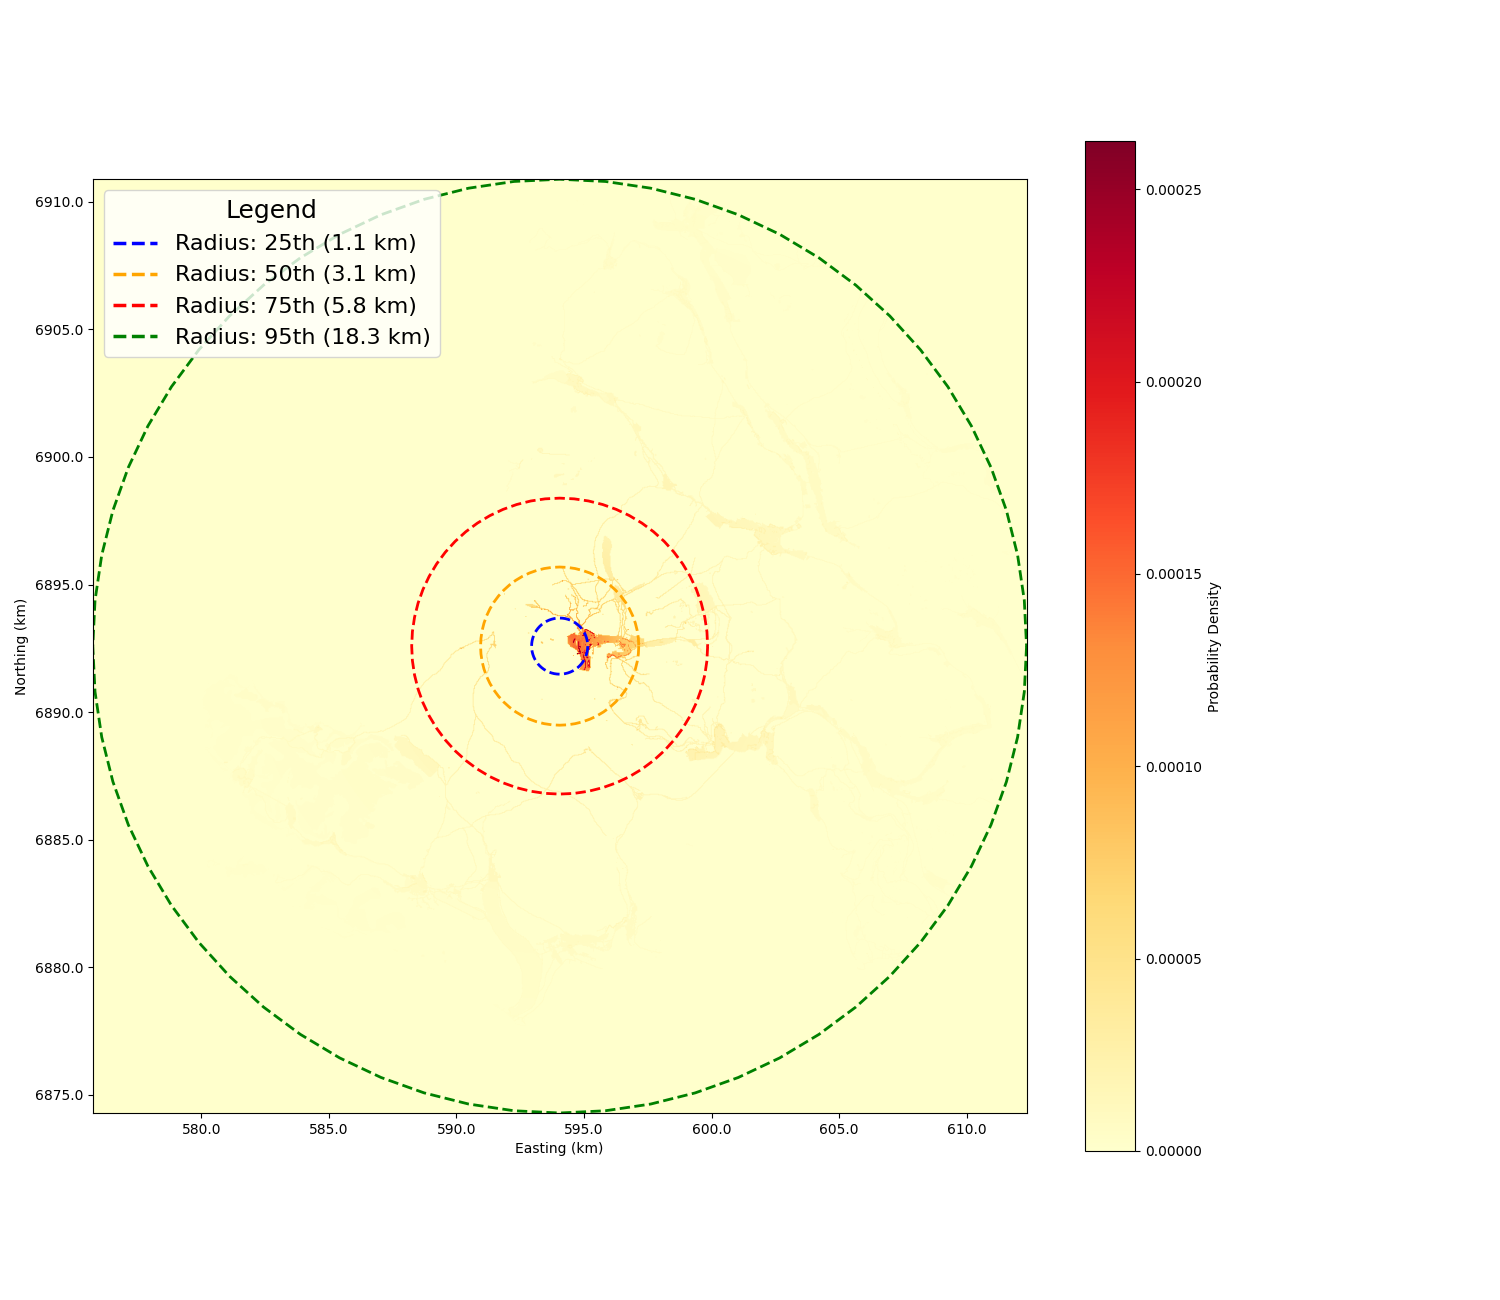 Legend
Radius: 25th (1.1 km)
Radius: 50th (3.1 km)
Radius: 75th (5.8 km)
Radius: 95th (18.3 km)
6910.0
6905.0
6900.0
6895.0
6890.0
6885.0
6880.0
6875.0
Northing (km)
580.0
585.0
590.0
595.0
600.0
605.0
610.0
Easting (km)
0.00025
0.00020
0.00015
0.00010
0.00005
0.00000
Probability Density